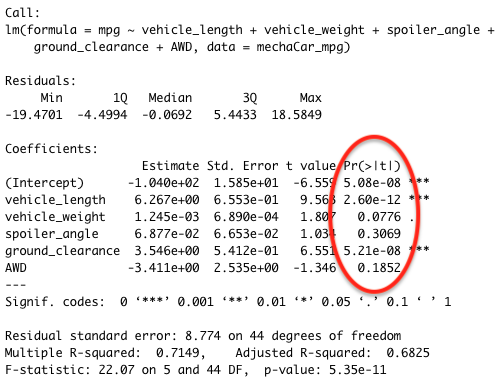 Call:
lm(formula = mpg ~ vehicle_length + vehicle_weight + spoiler_angle +
    ground_clearance + AWD, data = mechaCar_mpg)
Residuals:
     Min       1Q   Median       3Q      Max
-19.4701  -4.4994  -0.0692   5.4433  18.5849
Coefficients:
                   Estimate Std. Error t value Pr(>|t|)
(Intercept)      -1.040e+02  1.585e+01  -6.559 5.08e-08 ***
vehicle_length    6.267e+00  6.553e-01   9.563 2.60e-12 ***
vehicle_weight    1.245e-03  6.890e-04   1.807   0.0776 .
spoiler_angle     6.877e-02  6.653e-02   1.034   0.3069
ground_clearance  3.546e+00  5.412e-01   6.551 5.21e-08 ***
AWD              -3.411e+00  2.535e+00  -1.346   0.1852
---
Signif. codes:  0 ‘***’ 0.001 ‘**’ 0.01 ‘*’ 0.05 ‘.’ 0.1 ‘ ’ 1
Residual standard error: 8.774 on 44 degrees of freedom
Multiple R-squared:  0.7149,    Adjusted R-squared:  0.6825
F-statistic: 22.07 on 5 and 44 DF,  p-value: 5.35e-11